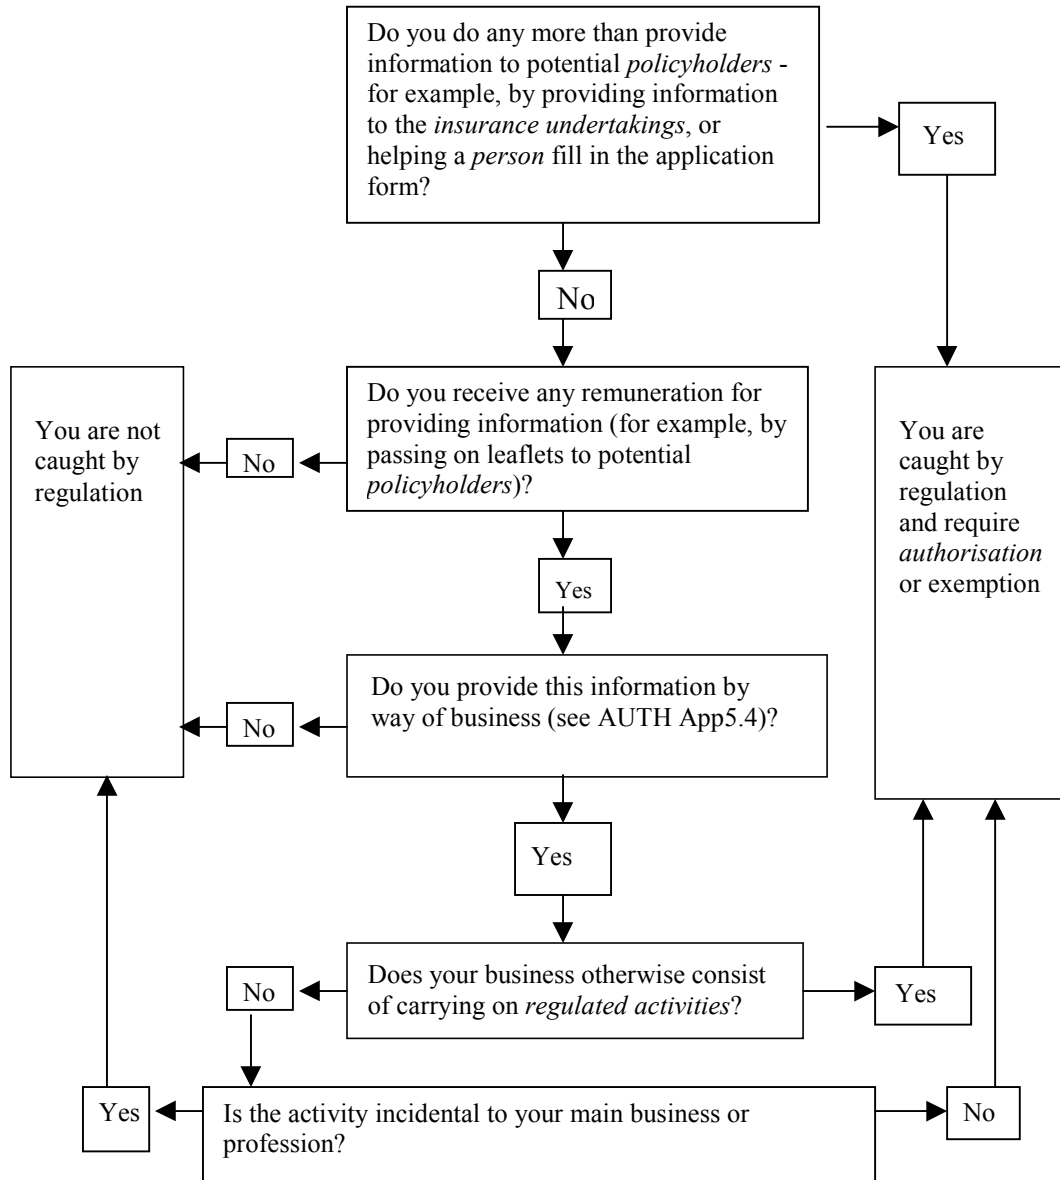 Do you do any more than provide
information to potential policyholders -
for example, by providing information
to the insurance undertakings, or
helping a person fill in the application
form?
Yes
No
Do you receive any remuneration for
providing information (for example, by
passing on leaflets to potential
policyholders)?
No
You are not
caught by
regulation
You are
caught by
regulation
and require
authorisation
or exemption
Yes
Do you provide this information by
way of business (see AUTH App5.4)?
No
Yes
Does your business otherwise consist
of carrying on regulated activities?
No
Yes
Is the activity incidental to your main business or
profession?
Yes
No